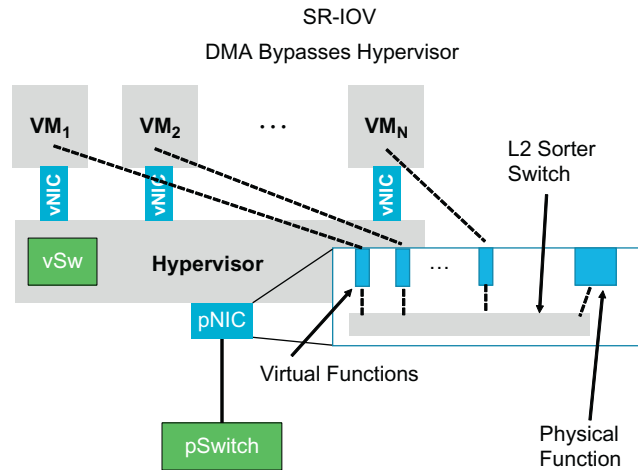 SR-IOV
DMA Bypasses Hypervisor
VM1 VM2 ... VMN
L2 Sorter
Switch
vNIC vNIC vNIC
vSw
Hypervisor
...
pNIC
Virtual Functions
Physical
Function
pSwitch